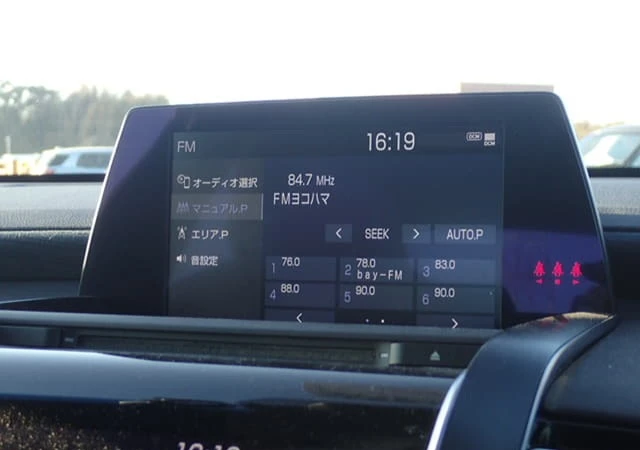 FM
16:19
DCM
DCM
オーディオ選択
84.7 MHz
マニュアル.P
FMヨコハマ
エリア.P
< SEEK > AUTO.P
音設定
1 76.0
2 78.0 bay-FM
3 83.0
4 88.0
5 90.0
6 90.0
< >